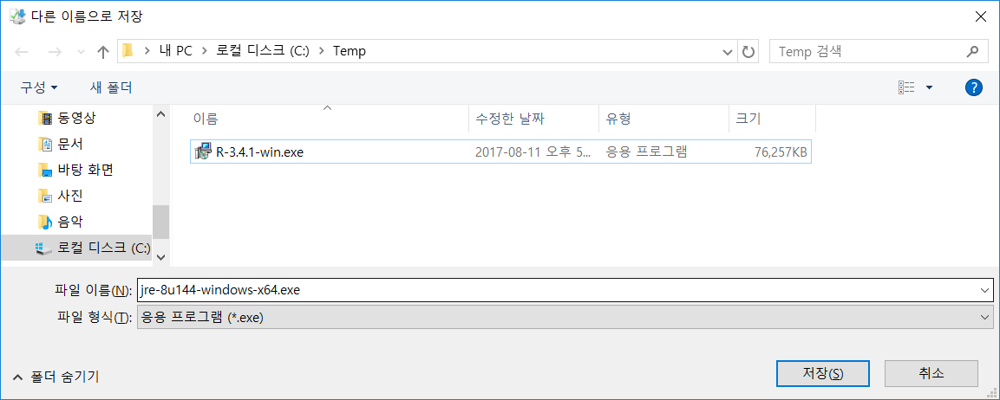 다른 이름으로 저장
내 PC > 로컬 디스크 (C:) > Temp
Temp 검색
구성 새 폴더
?
이름 수정한 날짜 유형 크기
동영상
문서
바탕 화면
사진
음악
로컬 디스크 (C:)
R-3.4.1-win.exe 2017-08-11 오후 5... 응용 프로그램 76,257KB
파일 이름(N): jre-8u144-windows-x64.exe
파일 형식(T): 응용 프로그램 (*.exe)
폴더 숨기기
저장(S) 취소